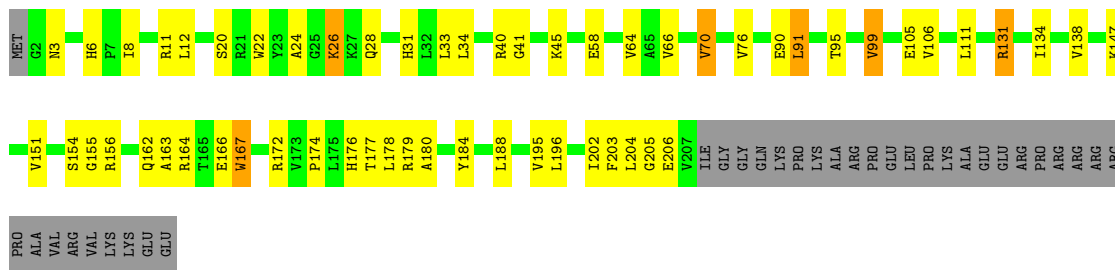 MET G2 N3 H6 P7 I8 R11 L12 S20 R21 W22 Y23 A24 G25 K26 K27 Q28 H31 L32 L33 L34 R40 G41 K45 E58 V64 A65 V66 V70 V76 E90 L91 T95 V99 E105 V106 L111 R131 I134 V138 K147
V151 S154 G155 R156 Q162 A163 R164 T165 E166 W167 R172 V173 P174 L175 H176 T177 L178 R179 A180 Y184 L188 V195 L196 I202 F203 L204 G205 E206 V207 ILE GLY GLY GLN LYS PRO LYS ALA ARG PRO GLU LEU PRO LYS ALA GLU GLU ARG PRO ARG ARG ARG ARG
PRO ALA VAL ARG VAL LYS LYS GLU GLU